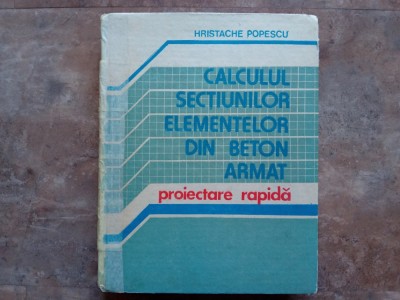 HRISTACHE POPESCU
CALCULUL
SECTIUNILOR
ELEMENTELOR
DIN BETON
ARMAT
proiectare rapidă